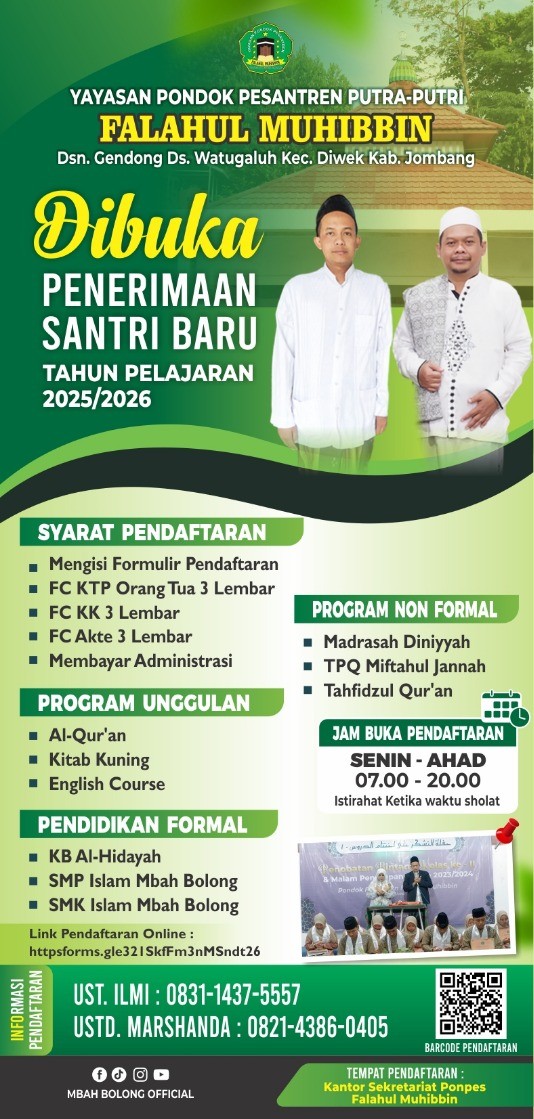 YAYASAN PONDOK PESANTREN PUTRA-PUTRI
FALAHUL MUHIBBIN
Dsn. Gendong Ds. Watugaluh Kec. Diwek Kab. Jombang
Dibuka
PENERIMAAN
SANTRI BARU
TAHUN PELAJARAN
2025/2026
SYARAT PENDAFTARAN
Mengisi Formulir Pendaftaran
FC KTP Orang Tua 3 Lembar
FC KK 3 Lembar
FC Akte 3 Lembar
Membayar Administrasi
PROGRAM UNGGULAN
Al-Qur'an
Kitab Kuning
English Course
PENDIDIKAN FORMAL
KB Al-Hidayah
SMP Islam Mbah Bolong
SMK Islam Mbah Bolong
Link Pendaftaran Online :
httpsforms.gle321SkfFm3nMSndt26
PROGRAM NON FORMAL
Madrasah Diniyyah
TPQ Miftahul Jannah
Tahfidzul Qur'an
JAM BUKA PENDAFTARAN
SENIN - AHAD
07.00 - 20.00
Istirahat Ketika waktu sholat
& Malam
2023/2024
Pondok
Muhibbin
INFORMASI
PENDAFTARAN
UST. ILMI : 0831-1437-5557
USTD. MARSHANDA : 0821-4386-0405
BARCODE PENDAFTARAN
MBAH BOLONG OFFICIAL
TEMPAT PENDAFTARAN :
Kantor Sekretariat Ponpes
Falahul Muhibbin